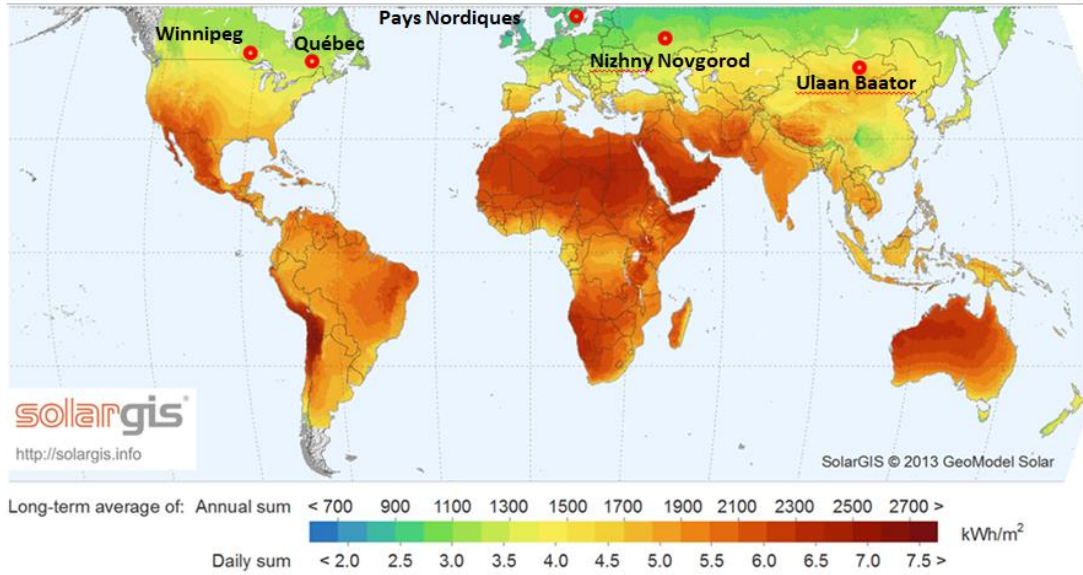 Pays Nordiques
Winnipeg
Québec
Nizhny Novgorod
Ulaan Baator
solargis
http://solargis.info
SolarGIS © 2013 GeoModel Solar
Long-term average of: Annual sum < 700 900 1100 1300 1500 1700 1900 2100 2300 2500 2700 >
kWh/m²
Daily sum < 2.0 2.5 3.0 3.5 4.0 4.5 5.0 5.5 6.0 6.5 7.0 7.5 >